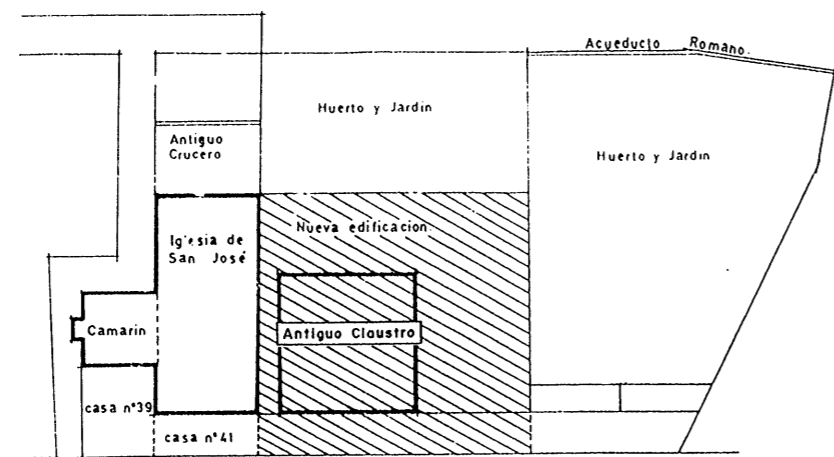 Acueducto Romano.
Huerto y Jardin
Antiguo
Crucero
Huerto y Jardin
Nueva edificacion.
Iglesia de
San José
Camarin
Antiguo Claustro
casa nº39
casa nº41